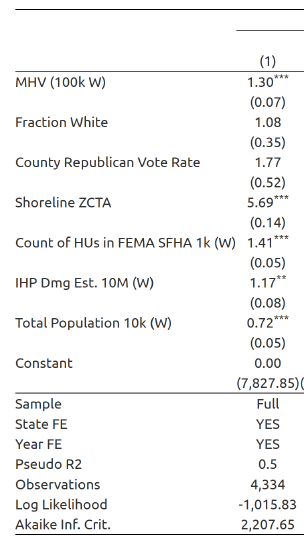 (1)
MHV (100k W) 1.30***
(0.07)
Fraction White 1.08
(0.35)
County Republican Vote Rate 1.77
(0.52)
Shoreline ZCTA 5.69***
(0.14)
Count of HUs in FEMA SFHA 1k (W) 1.41***
(0.05)
IHP Dmg Est. 10M (W) 1.17**
(0.08)
Total Population 10k (W) 0.72***
(0.05)
Constant 0.00
(7,827.85)(
Sample Full
State FE YES
Year FE YES
Pseudo R2 0.5
Observations 4,334
Log Likelihood -1,015.83
Akaike Inf. Crit. 2,207.65